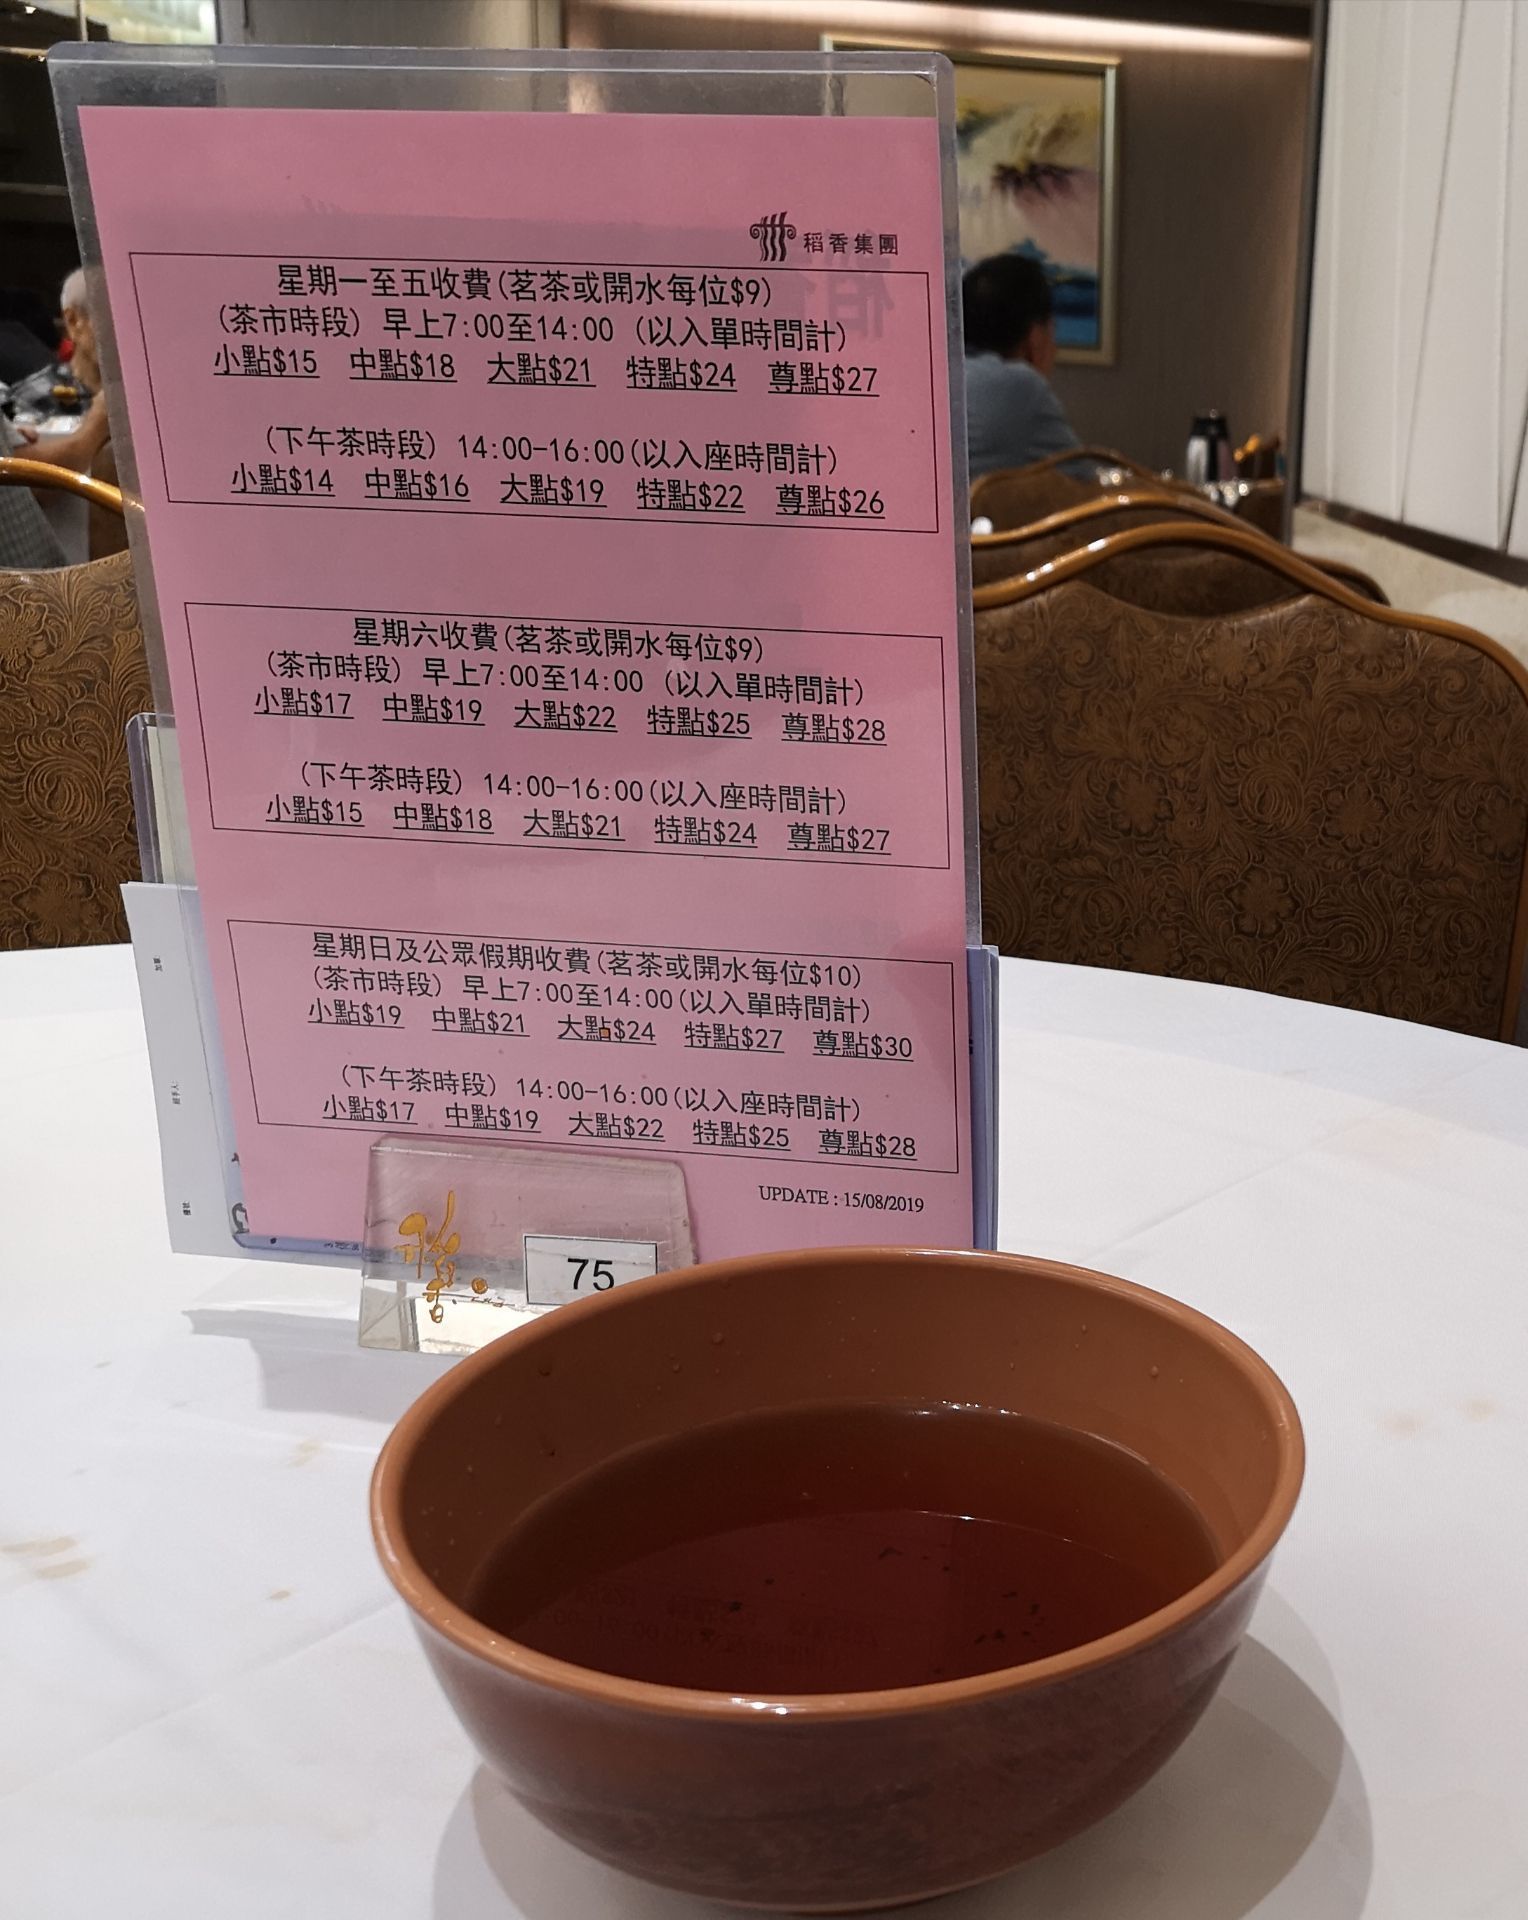 稻香集團
星期一至五收費(茗茶或開水每位$9)
(茶市時段) 早上7:00至14:00 (以入單時間計)
小點$15 中點$18 大點$21 特點$24 尊點$27
(下午茶時段) 14:00-16:00(以入座時間計)
小點$14 中點$16 大點$19 特點$22 尊點$26
星期六收費(茗茶或開水每位$9)
(茶市時段) 早上7:00至14:00 (以入單時間計)
小點$17 中點$19 大點$22 特點$25 尊點$28
(下午茶時段) 14:00-16:00(以入座時間計)
小點$15 中點$18 大點$21 特點$24 尊點$27
星期日及公眾假期收費(茗茶或開水每位$10)
(茶市時段) 早上7:00至14:00(以入單時間計)
小點$19 中點$21 大點$24 特點$27 尊點$30
(下午茶時段) 14:00-16:00(以入座時間計)
小點$17 中點$19 大點$22 特點$25 尊點$28
UPDATE : 15/08/2019
75